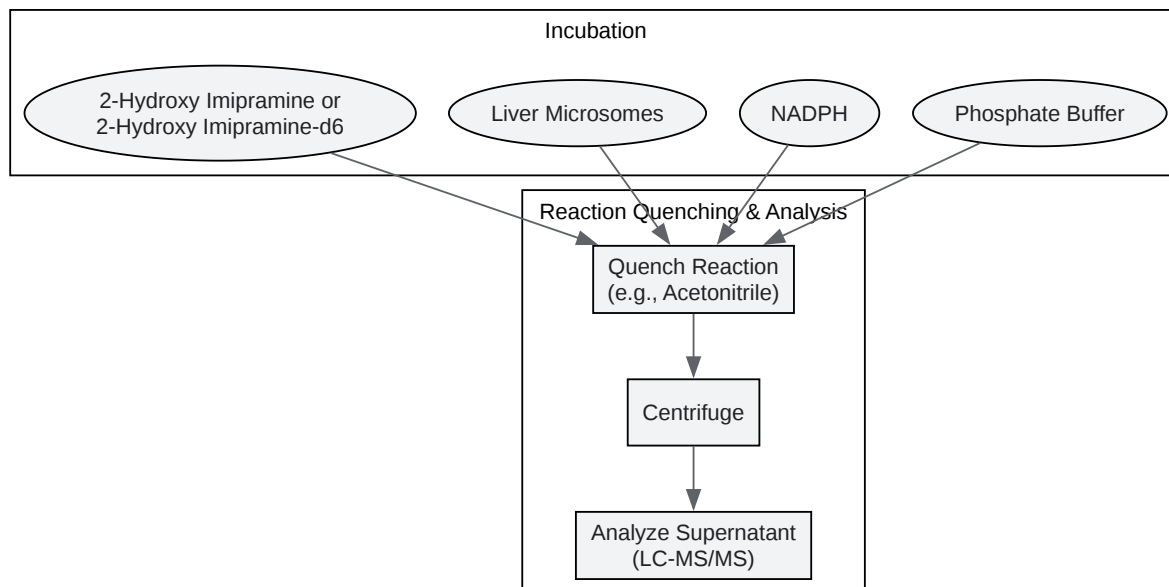 Incubation
2-Hydroxy Imipramine or
2-Hydroxy Imipramine-d6
Liver Microsomes
NADPH
Phosphate Buffer
Reaction Quenching & Analysis
Quench Reaction
(e.g., Acetonitrile)
Centrifuge
Analyze Supernatant
(LC-MS/MS)